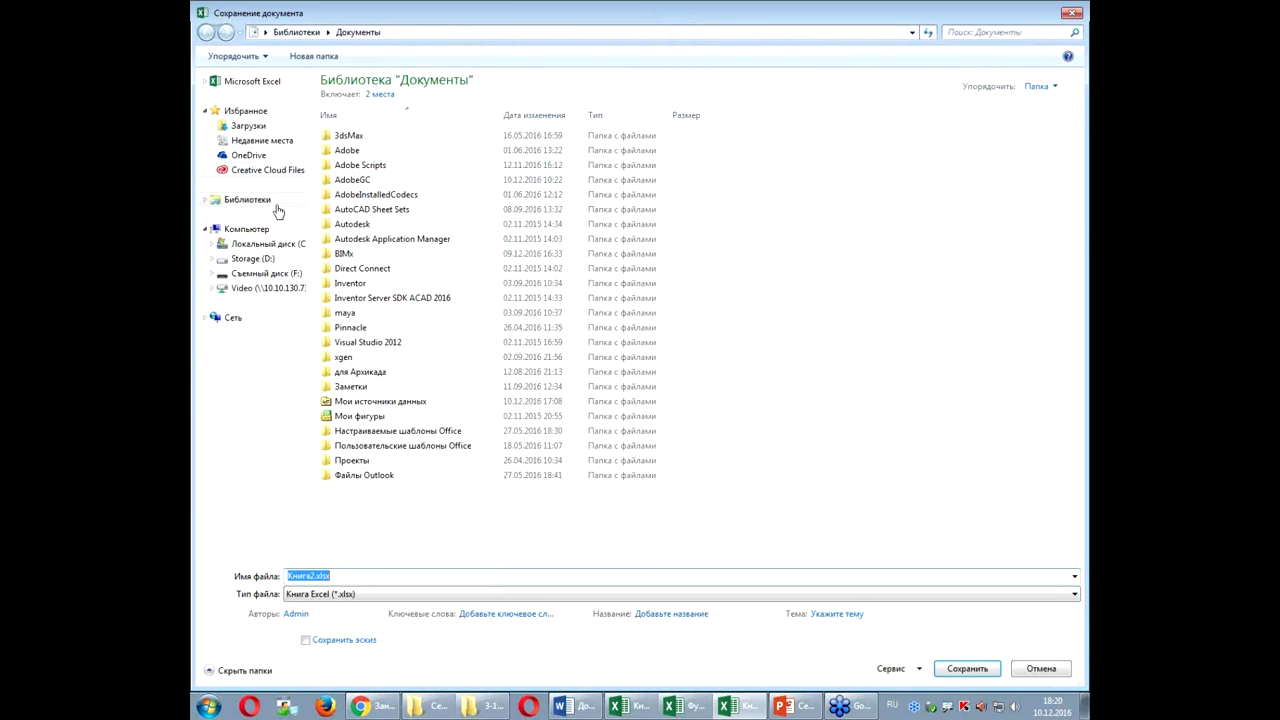 Сохранение документа
Библиотеки Документы
Поиск: Документы
Упорядочить Новая папка
Microsoft Excel
Избранное
Загрузки
Недавние места
OneDrive
Creative Cloud Files
Библиотеки
Компьютер
Локальный диск (C
Storage (D:)
Съемный диск (F:)
Video (\\10.10.130.7
Сеть
Библиотека "Документы"
Включает: 2 места
Упорядочить: Папка
Имя Дата изменения Тип Размер
3dsMax 16.05.2016 16:59 Папка с файлами
Adobe 01.06.2016 13:22 Папка с файлами
Adobe Scripts 12.11.2016 16:12 Папка с файлами
AdobeGC 10.12.2016 10:22 Папка с файлами
AdobeInstalledCodecs 01.06.2016 12:12 Папка с файлами
AutoCAD Sheet Sets 08.09.2016 13:32 Папка с файлами
Autodesk 02.11.2015 14:04 Папка с файлами
Autodesk Application Manager 02.11.2015 14:03 Папка с файлами
BIMx 09.12.2016 16:33 Папка с файлами
Direct Connect 02.11.2015 14:02 Папка с файлами
Inventor 03.09.2016 10:34 Папка с файлами
Inventor Server SDK ACAD 2016 02.11.2015 14:33 Папка с файлами
maya 03.09.2016 10:37 Папка с файлами
Pinnacle 26.04.2016 11:35 Папка с файлами
Visual Studio 2012 02.11.2015 16:59 Папка с файлами
xgen 02.09.2016 21:56 Папка с файлами
для Архикада 12.08.2016 21:13 Папка с файлами
Заметки 11.09.2016 12:34 Папка с файлами
Мои источники данных 10.12.2016 17:08 Папка с файлами
Мои фигуры 02.11.2015 20:55 Папка с файлами
Настраиваемые шаблоны Office 27.05.2016 18:30 Папка с файлами
Пользовательские шаблоны Office 18.05.2016 11:07 Папка с файлами
Проекты 26.04.2016 10:34 Папка с файлами
Файлы Outlook 27.05.2016 18:41 Папка с файлами
Имя файла: Книга2.xlsx
Тип файла: Книга Excel (*.xlsx)
Авторы: Admin Ключевые слова: Добавьте ключевое сл... Название: Добавьте название Тема: Укажите тему
Сохранить эскиз
Скрыть папки Сервис Сохранить Отмена
Зан... Се... 3-1... До... Кн... Фу... Кн... Се... Go... RU 18:20
10.12.2016